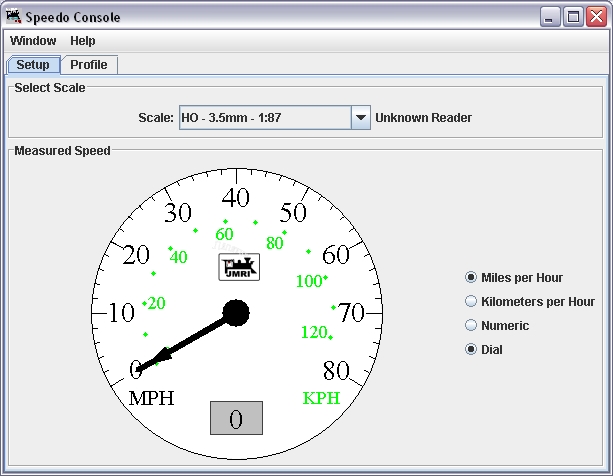 Speedo Console
Window Help
Setup Profile
Select Scale
Scale: HO - 3.5mm - 1:87 Unknown Reader
Measured Speed
40
30 50
60
80
20 60
40
JMRI
100
Miles per Hour
20
Kilometers per Hour
10 70
120
Numeric
Dial
0 80
MPH KPH
0